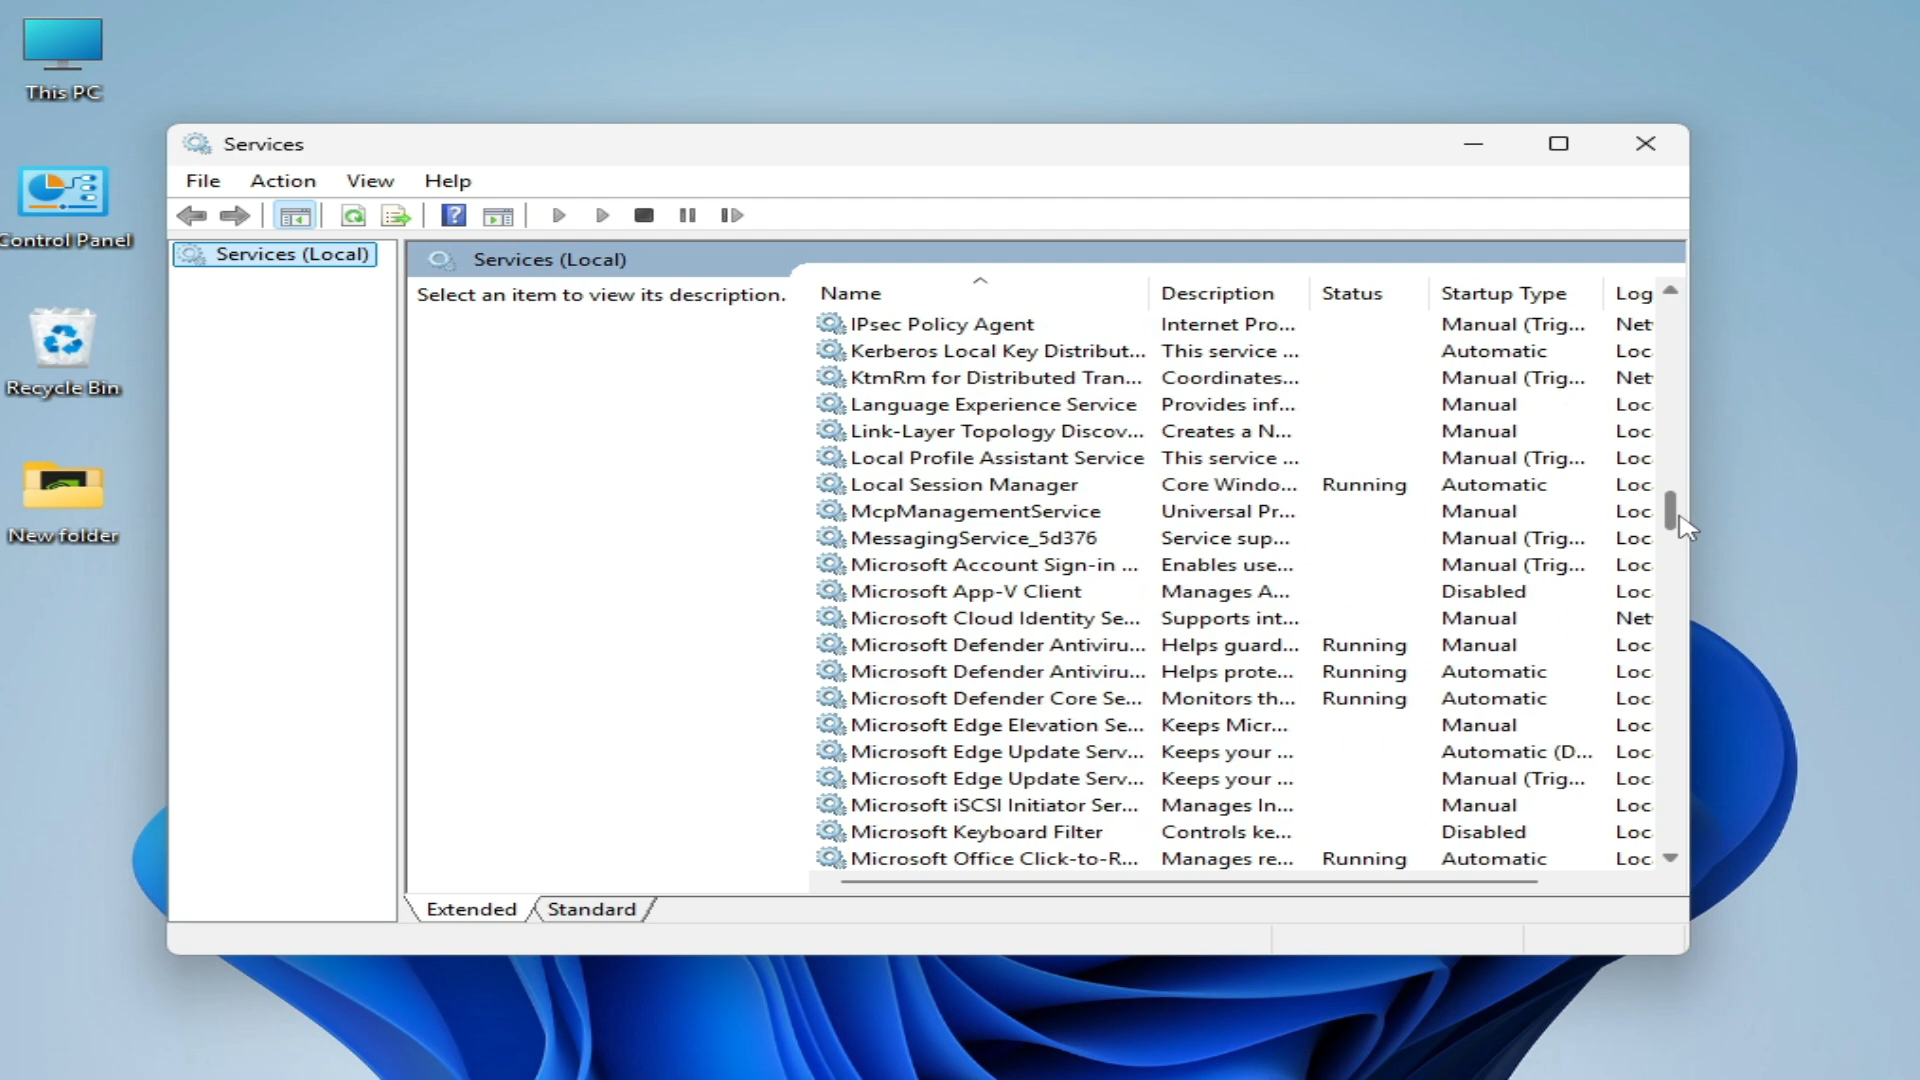 This PC
Control Panel
Recycle Bin
New folder
Services
File Action View Help
Services (Local)
Services (Local)
Select an item to view its description.
Name Description Status Startup Type Log
IPsec Policy Agent Internet Pro... Manual (Trig... Net
Kerberos Local Key Distribut... This service ... Automatic Loc
KtmRm for Distributed Tran... Coordinates... Manual (Trig... Net
Language Experience Service Provides inf... Manual Loc
Link-Layer Topology Discov... Creates a N... Manual Loc
Local Profile Assistant Service This service ... Manual (Trig... Loc
Local Session Manager Core Windo... Running Automatic Loc
McpManagementService Universal Pr... Manual Loc
MessagingService_5d376 Service sup... Manual (Trig... Loc
Microsoft Account Sign-in ... Enables use... Manual (Trig... Loc
Microsoft App-V Client Manages A... Disabled Loc
Microsoft Cloud Identity Se... Supports int... Manual Net
Microsoft Defender Antiviru... Helps guard... Running Manual Loc
Microsoft Defender Antiviru... Helps prote... Running Automatic Loc
Microsoft Defender Core Se... Monitors th... Running Automatic Loc
Microsoft Edge Elevation Se... Keeps Micr... Manual Loc
Microsoft Edge Update Serv... Keeps your ... Automatic (D... Loc
Microsoft Edge Update Serv... Keeps your ... Manual (Trig... Loc
Microsoft iSCSI Initiator Ser... Manages In... Manual Loc
Microsoft Keyboard Filter Controls ke... Disabled Loc
Microsoft Office Click-to-R... Manages re... Running Automatic Loc
Extended Standard